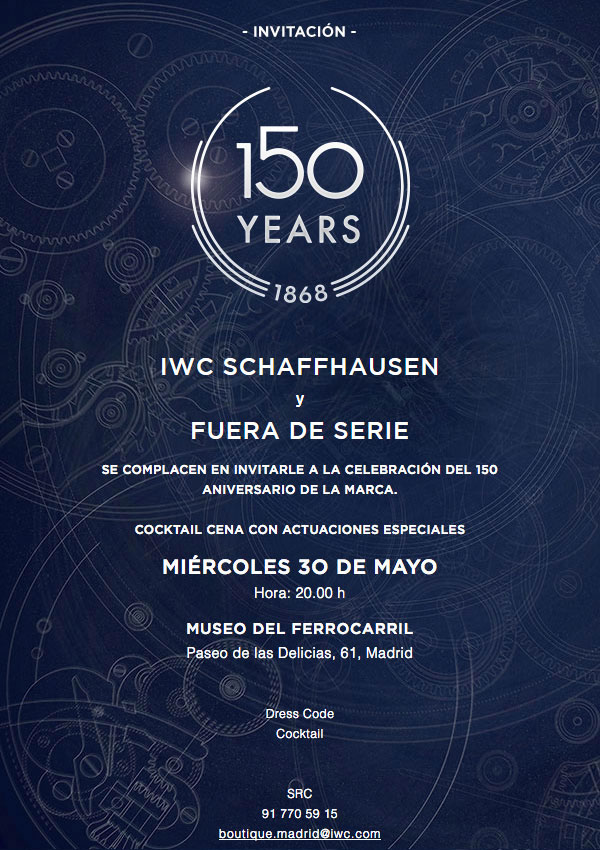 - INVITACIÓN -
150
YEARS
1868
IWC SCHAFFHAUSEN
y
FUERA DE SERIE
SE COMPLACEN EN INVITARLE A LA CELEBRACIÓN DEL 150
ANIVERSARIO DE LA MARCA.
COCKTAIL CENA CON ACTUACIONES ESPECIALES
MIÉRCOLES 30 DE MAYO
Hora: 20.00 h
MUSEO DEL FERROCARRIL
Paseo de las Delicias, 61, Madrid
Dress Code
Cocktail
SRC
91 770 59 15
boutique.madrid@iwc.com